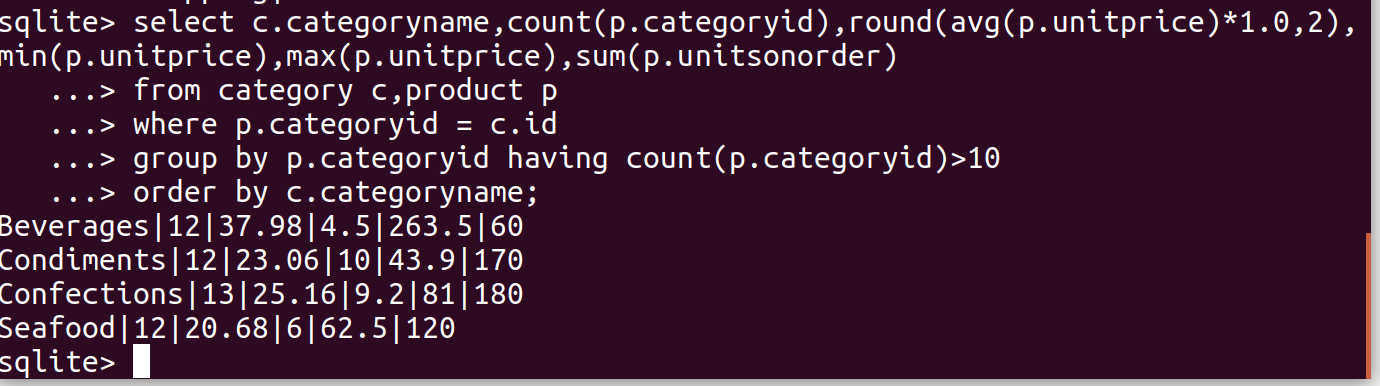 sqlite> select c.categoryname,count(p.categoryid),round(avg(p.unitprice)*1.0,2),
min(p.unitprice),max(p.unitprice),sum(p.unitsonorder)
   ...> from category c,product p
   ...> where p.categoryid = c.id
   ...> group by p.categoryid having count(p.categoryid)>10
   ...> order by c.categoryname;
Beverages|12|37.98|4.5|263.5|60
Condiments|12|23.06|10|43.9|170
Confections|13|25.16|9.2|81|180
Seafood|12|20.68|6|62.5|120
sqlite>